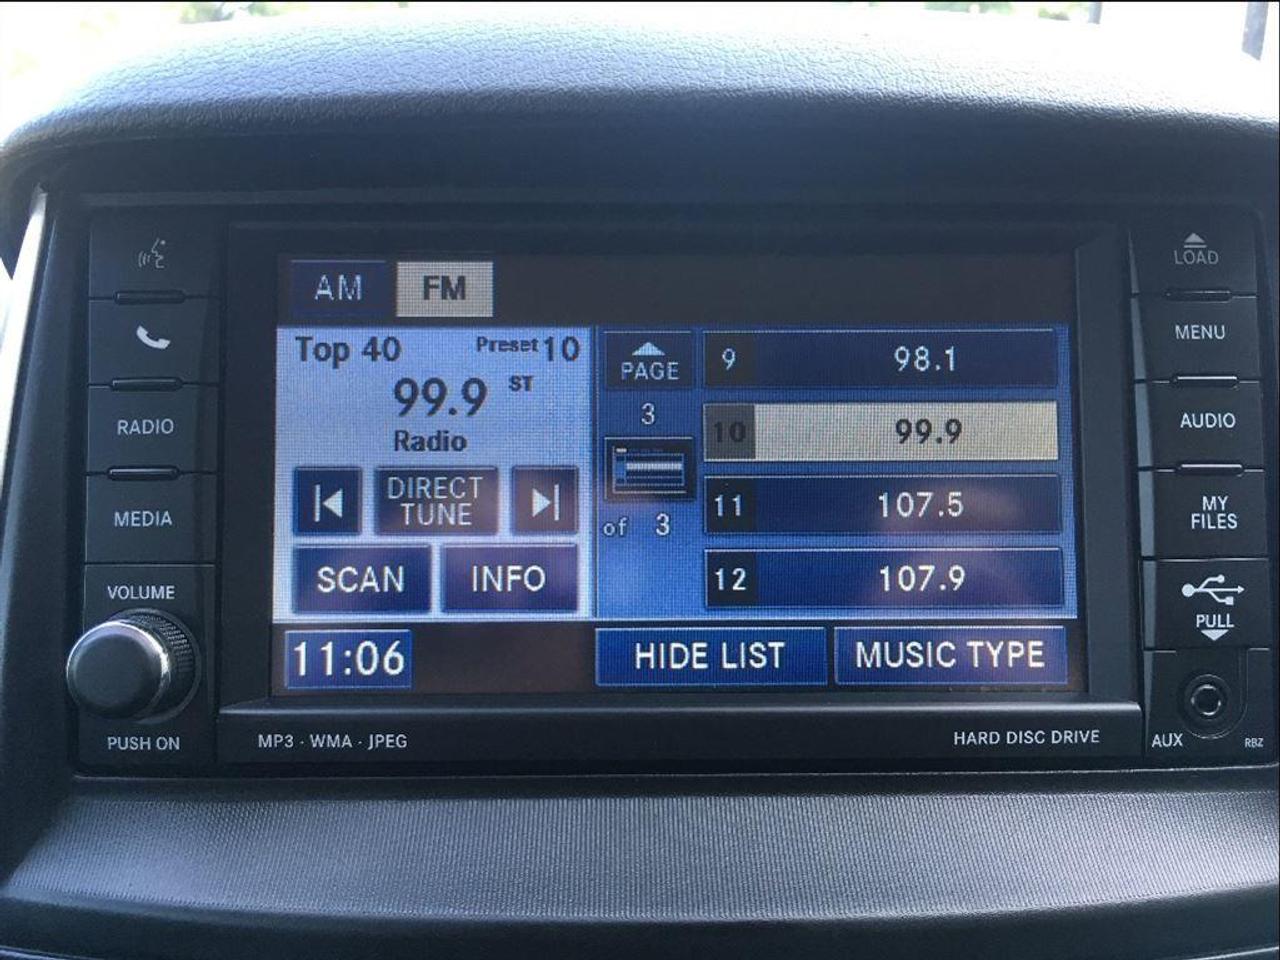 AM FM
Top 40 Preset 10
99.9 ST
Radio
DIRECT
TUNE
SCAN INFO
PAGE
3
of 3
9 98.1
10 99.9
11 107.5
12 107.9
11:06 HIDE LIST MUSIC TYPE
RADIO
MEDIA
VOLUME
PUSH ON
MP3 · WMA · JPEG
HARD DISC DRIVE
LOAD
MENU
AUDIO
MY
FILES
PULL
AUX
RBZ